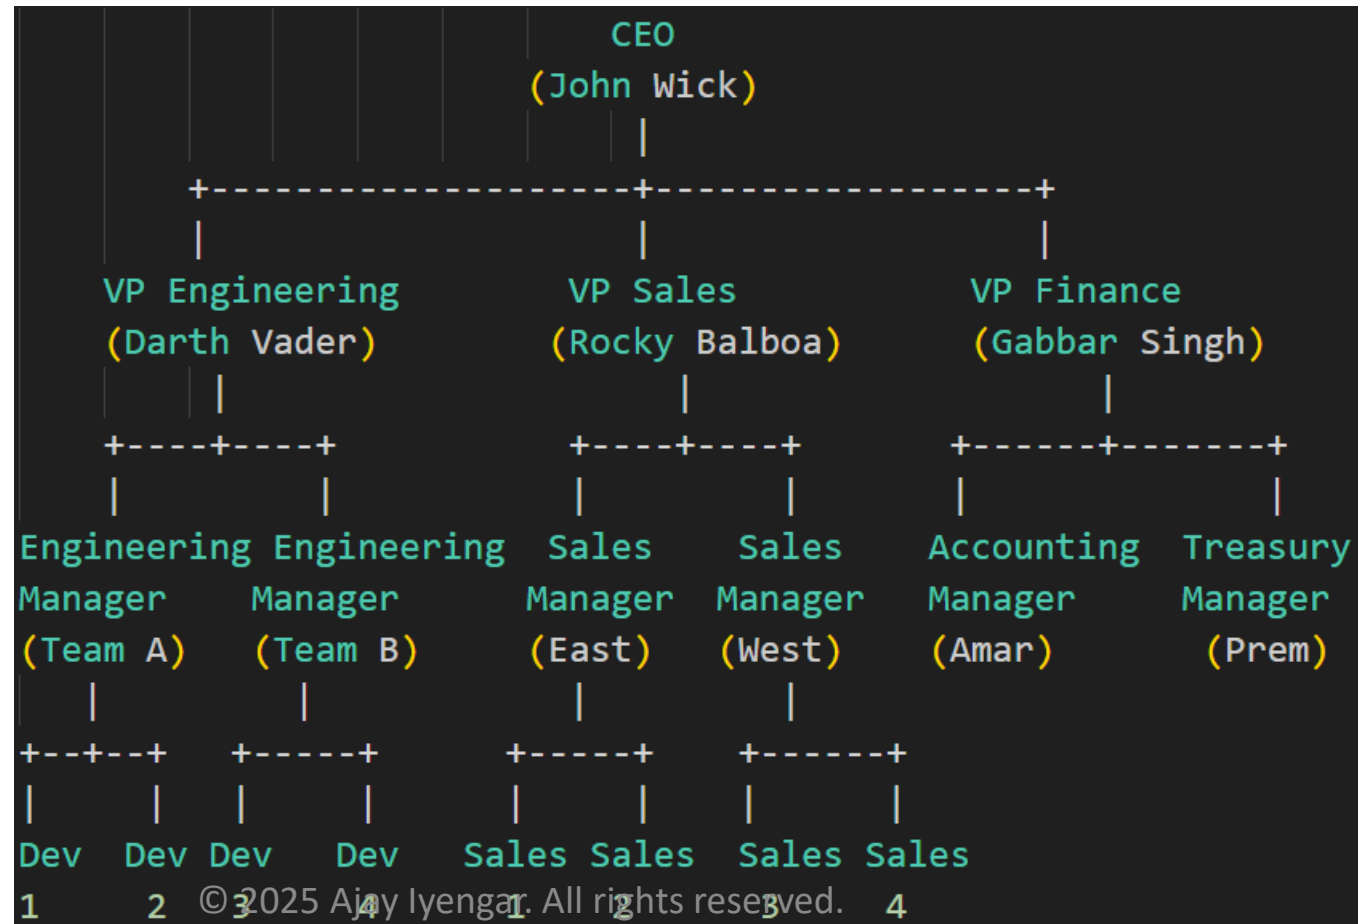 CEO
(John Wick)
|
+--------------------+------------------+
| | |
VP Engineering VP Sales VP Finance
(Darth Vader) (Rocky Balboa) (Gabbar Singh)
| | |
+----+----+ +----+----+ +------+-------+
| | | | | |
Engineering Engineering Sales Sales Accounting Treasury
Manager Manager Manager Manager Manager Manager
(Team A) (Team B) (East) (West) (Amar) (Prem)
| | | |
+--+--+ +-----+ +-----+ +------+
| | | | | | | |
Dev Dev Dev Dev Sales Sales Sales Sales
1 2 3 4 1 2 3 4
© 2025 Ajay Iyengar. All rights reserved.